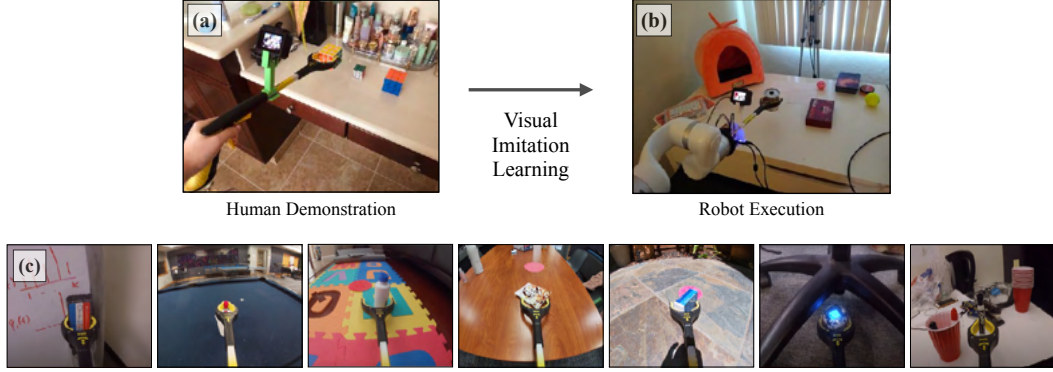 (a)
(b)
Visual
Imitation
Learning
Human Demonstration
Robot Execution
(c)